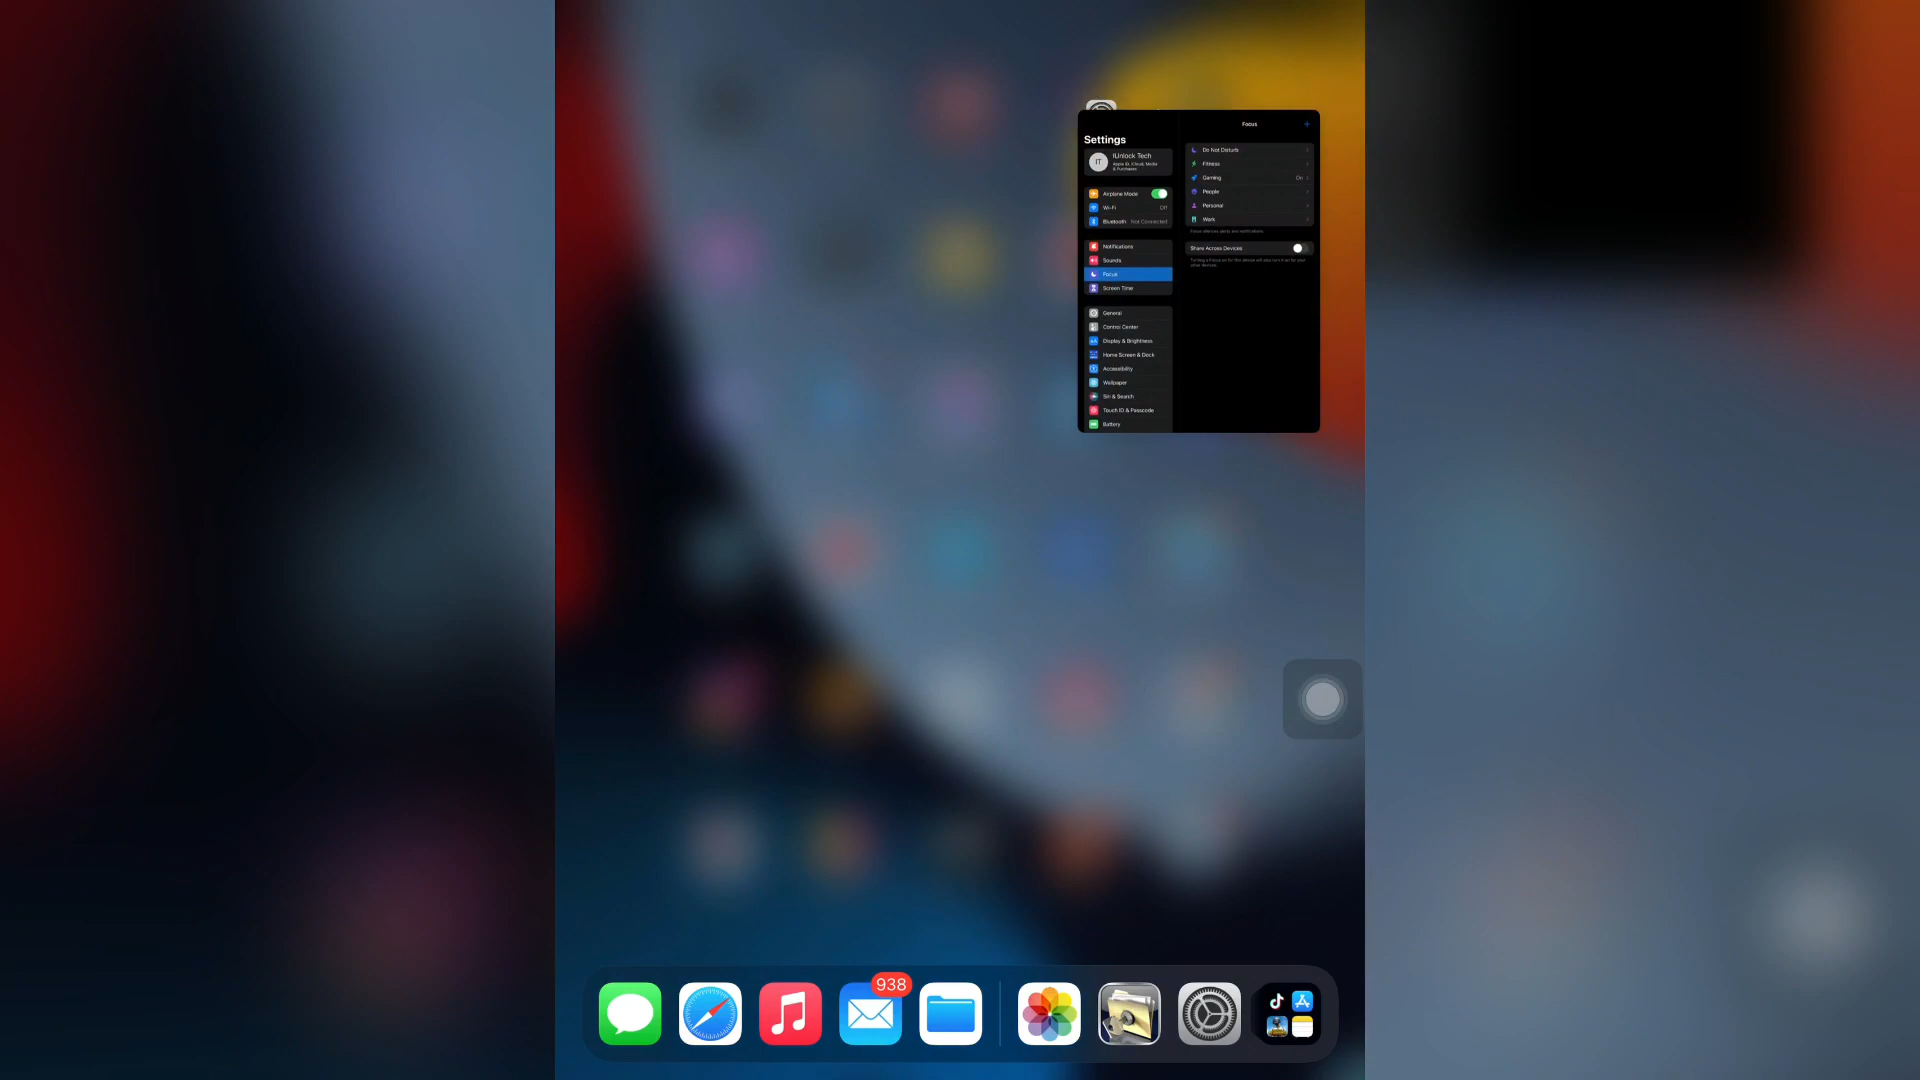 Settings
IT
iUnlock Tech
Apple ID, iCloud, Media
& Purchases
Airplane Mode
Wi-Fi Off
Bluetooth Not Connected
Notifications
Sounds
Focus
Screen Time
General
Control Center
AA Display & Brightness
Home Screen & Dock
Accessibility
Wallpaper
Siri & Search
Touch ID & Passcode
Battery
Focus +
Do Not Disturb
Fitness
Gaming On
People
Personal
Work
Focus silences alerts and notifications.
Share Across Devices
Turning a Focus on for this device will also turn it on for your
other devices.
938